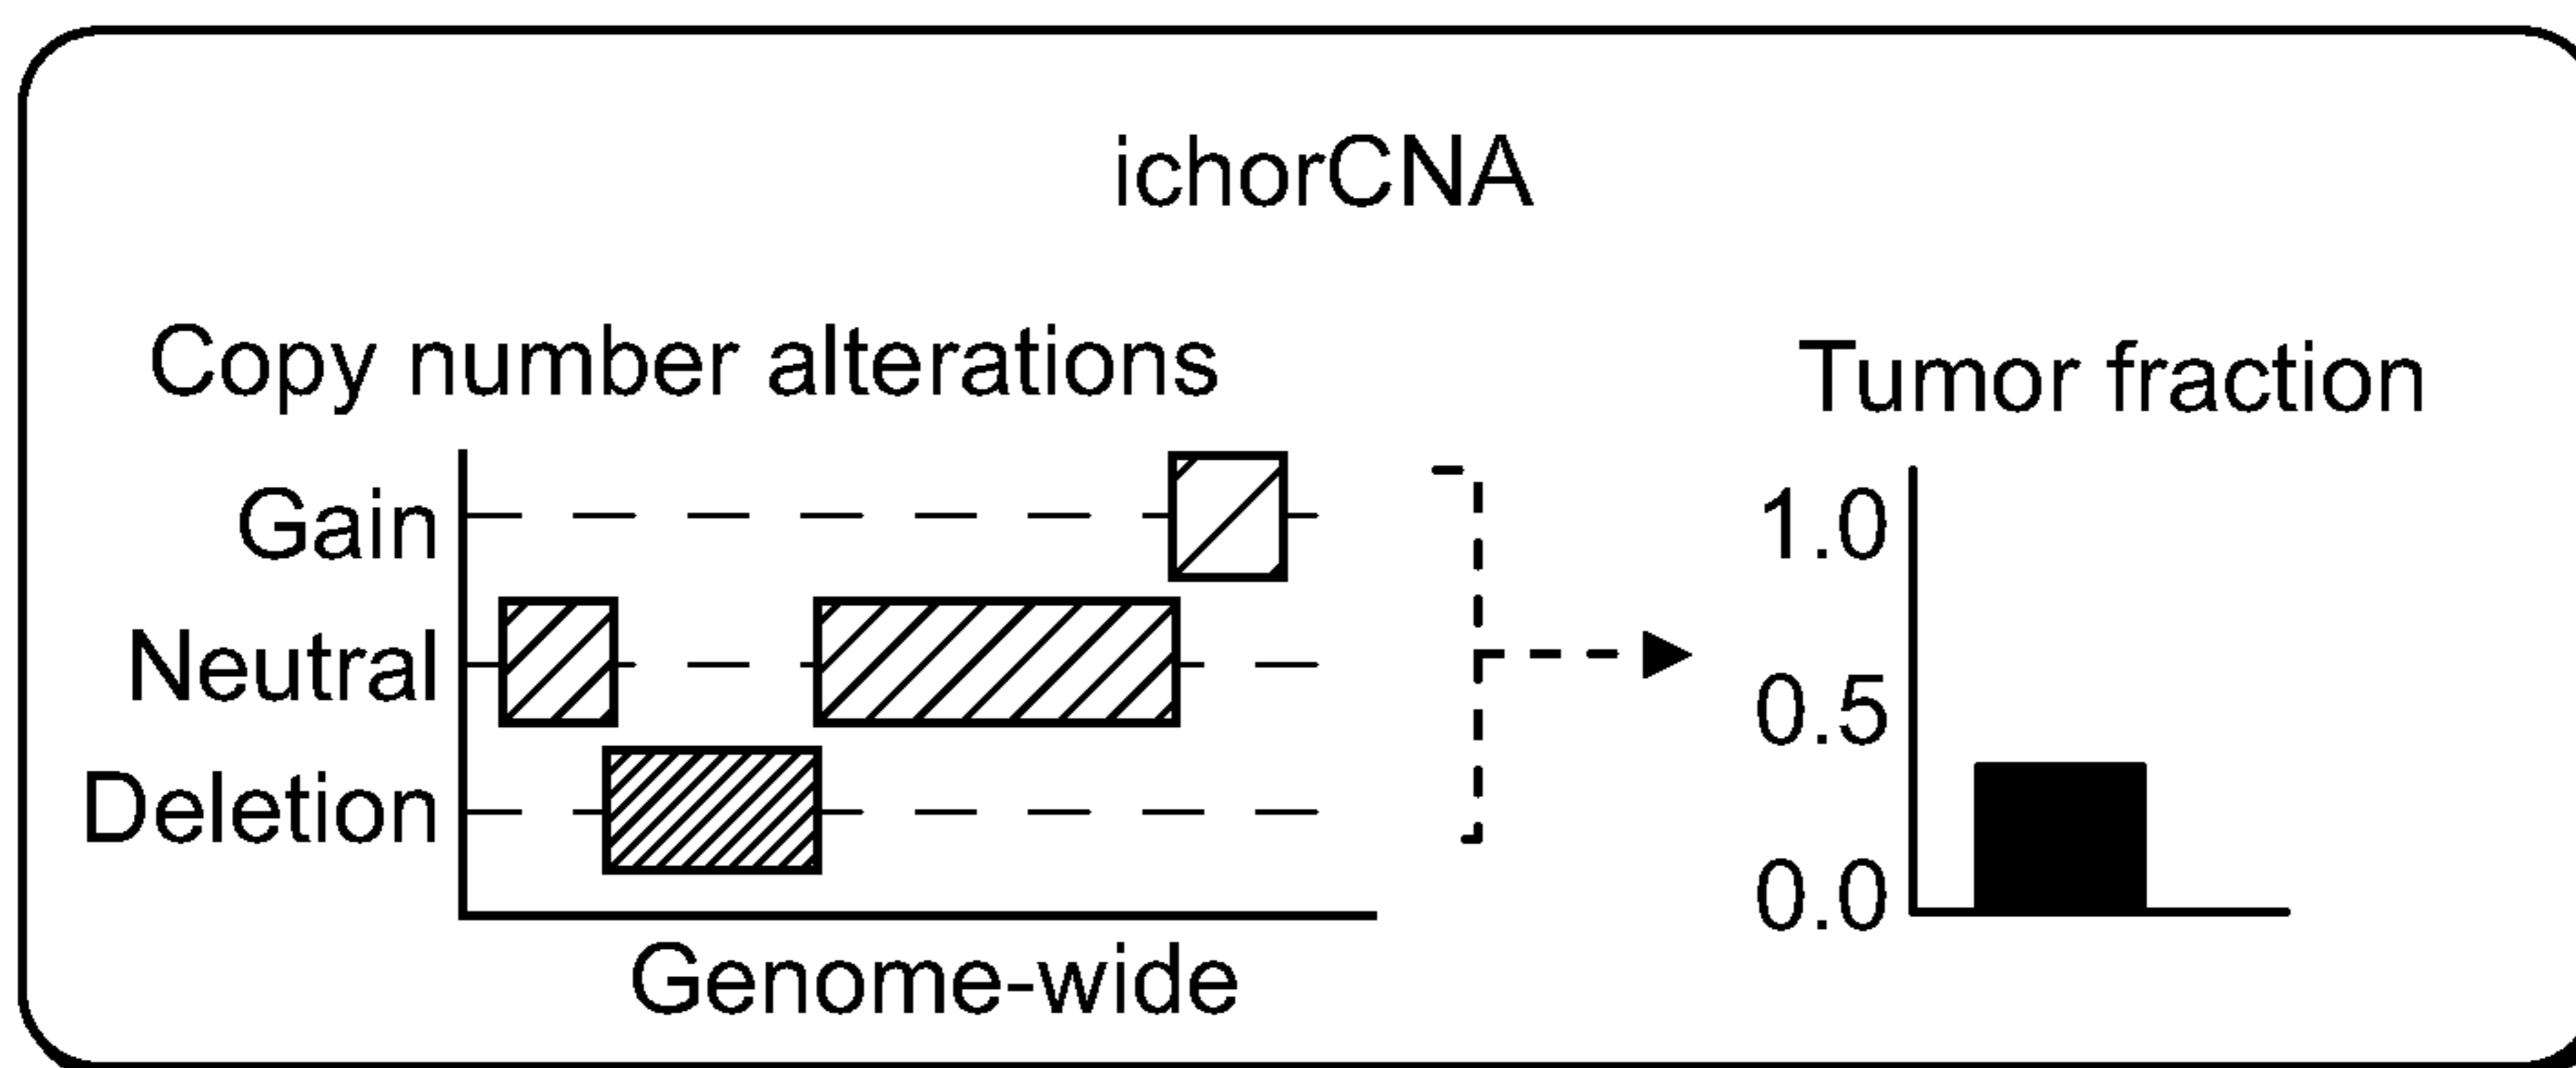 ichorCNA
Copy number alterations
Gain
Neutral
Deletion
Genome-wide
Tumor fraction
1.0
0.5
0.0